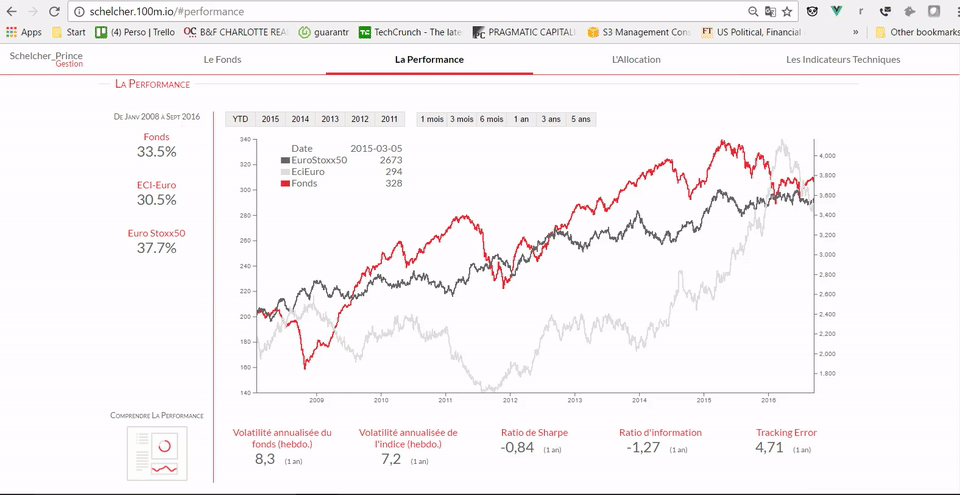 schelcher.100m.io/#performance
Apps Start (4) Perso | Trello B&F CHARLOTTE REA guarantr TechCrunch - The late PRAGMATIC CAPITAL S3 Management Cons US Political, Financial » Other bookmarks
Schelcher_Prince
Gestion
Le Fonds La Performance L'Allocation Les Indicateurs Techniques
La Performance
De Janv 2008 à Sept 2016
Fonds
33.5%
ECI-Euro
30.5%
Euro Stoxx50
37.7%
YTD 2015 2014 2013 2012 2011 1 mois 3 mois 6 mois 1 an 3 ans 5 ans
Date 2015-03-05
EuroStoxx50 2673
EciEuro 294
Fonds 328
340
320
300
280
260
240
220
200
180
160
140
4,000
3,800
3,600
3,400
3,200
3,000
2,800
2,600
2,400
2,200
2,000
1,800
2009 2010 2011 2012 2013 2014 2015 2016
Comprendre La Performance
Volatilité annualisée du
fonds (hebdo.)
8,3 (1 an)
Volatilité annualisée de
l'indice (hebdo.)
7,2 (1 an)
Ratio de Sharpe
-0,84 (1 an)
Ratio d'information
-1,27 (1 an)
Tracking Error
4,71 (1 an)